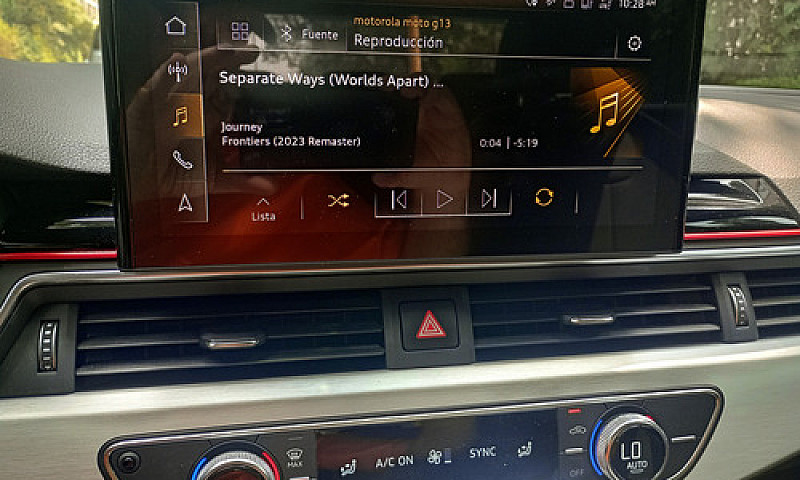 10:28 AM
motorola moto g13
Fuente
Reproducción
Separate Ways (Worlds Apart) ...
Journey
Frontiers (2023 Remaster)
0:04 | -5:19
Lista
MAX
A/C ON
SYNC
LO
AUTO
OFF